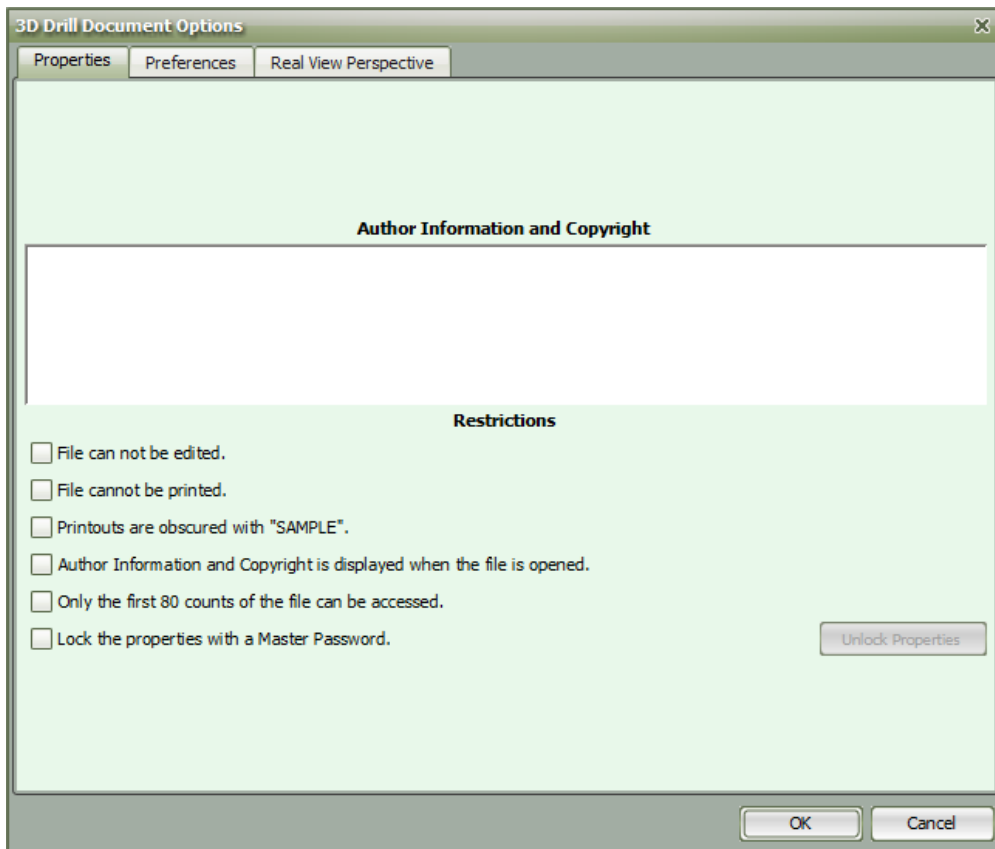 3D Drill Document Options
Properties
Preferences
Real View Perspective
Author Information and Copyright
Restrictions
File can not be edited.
File cannot be printed.
Printouts are obscured with "SAMPLE".
Author Information and Copyright is displayed when the file is opened.
Only the first 80 counts of the file can be accessed.
Lock the properties with a Master Password.
Unlock Properties
OK
Cancel